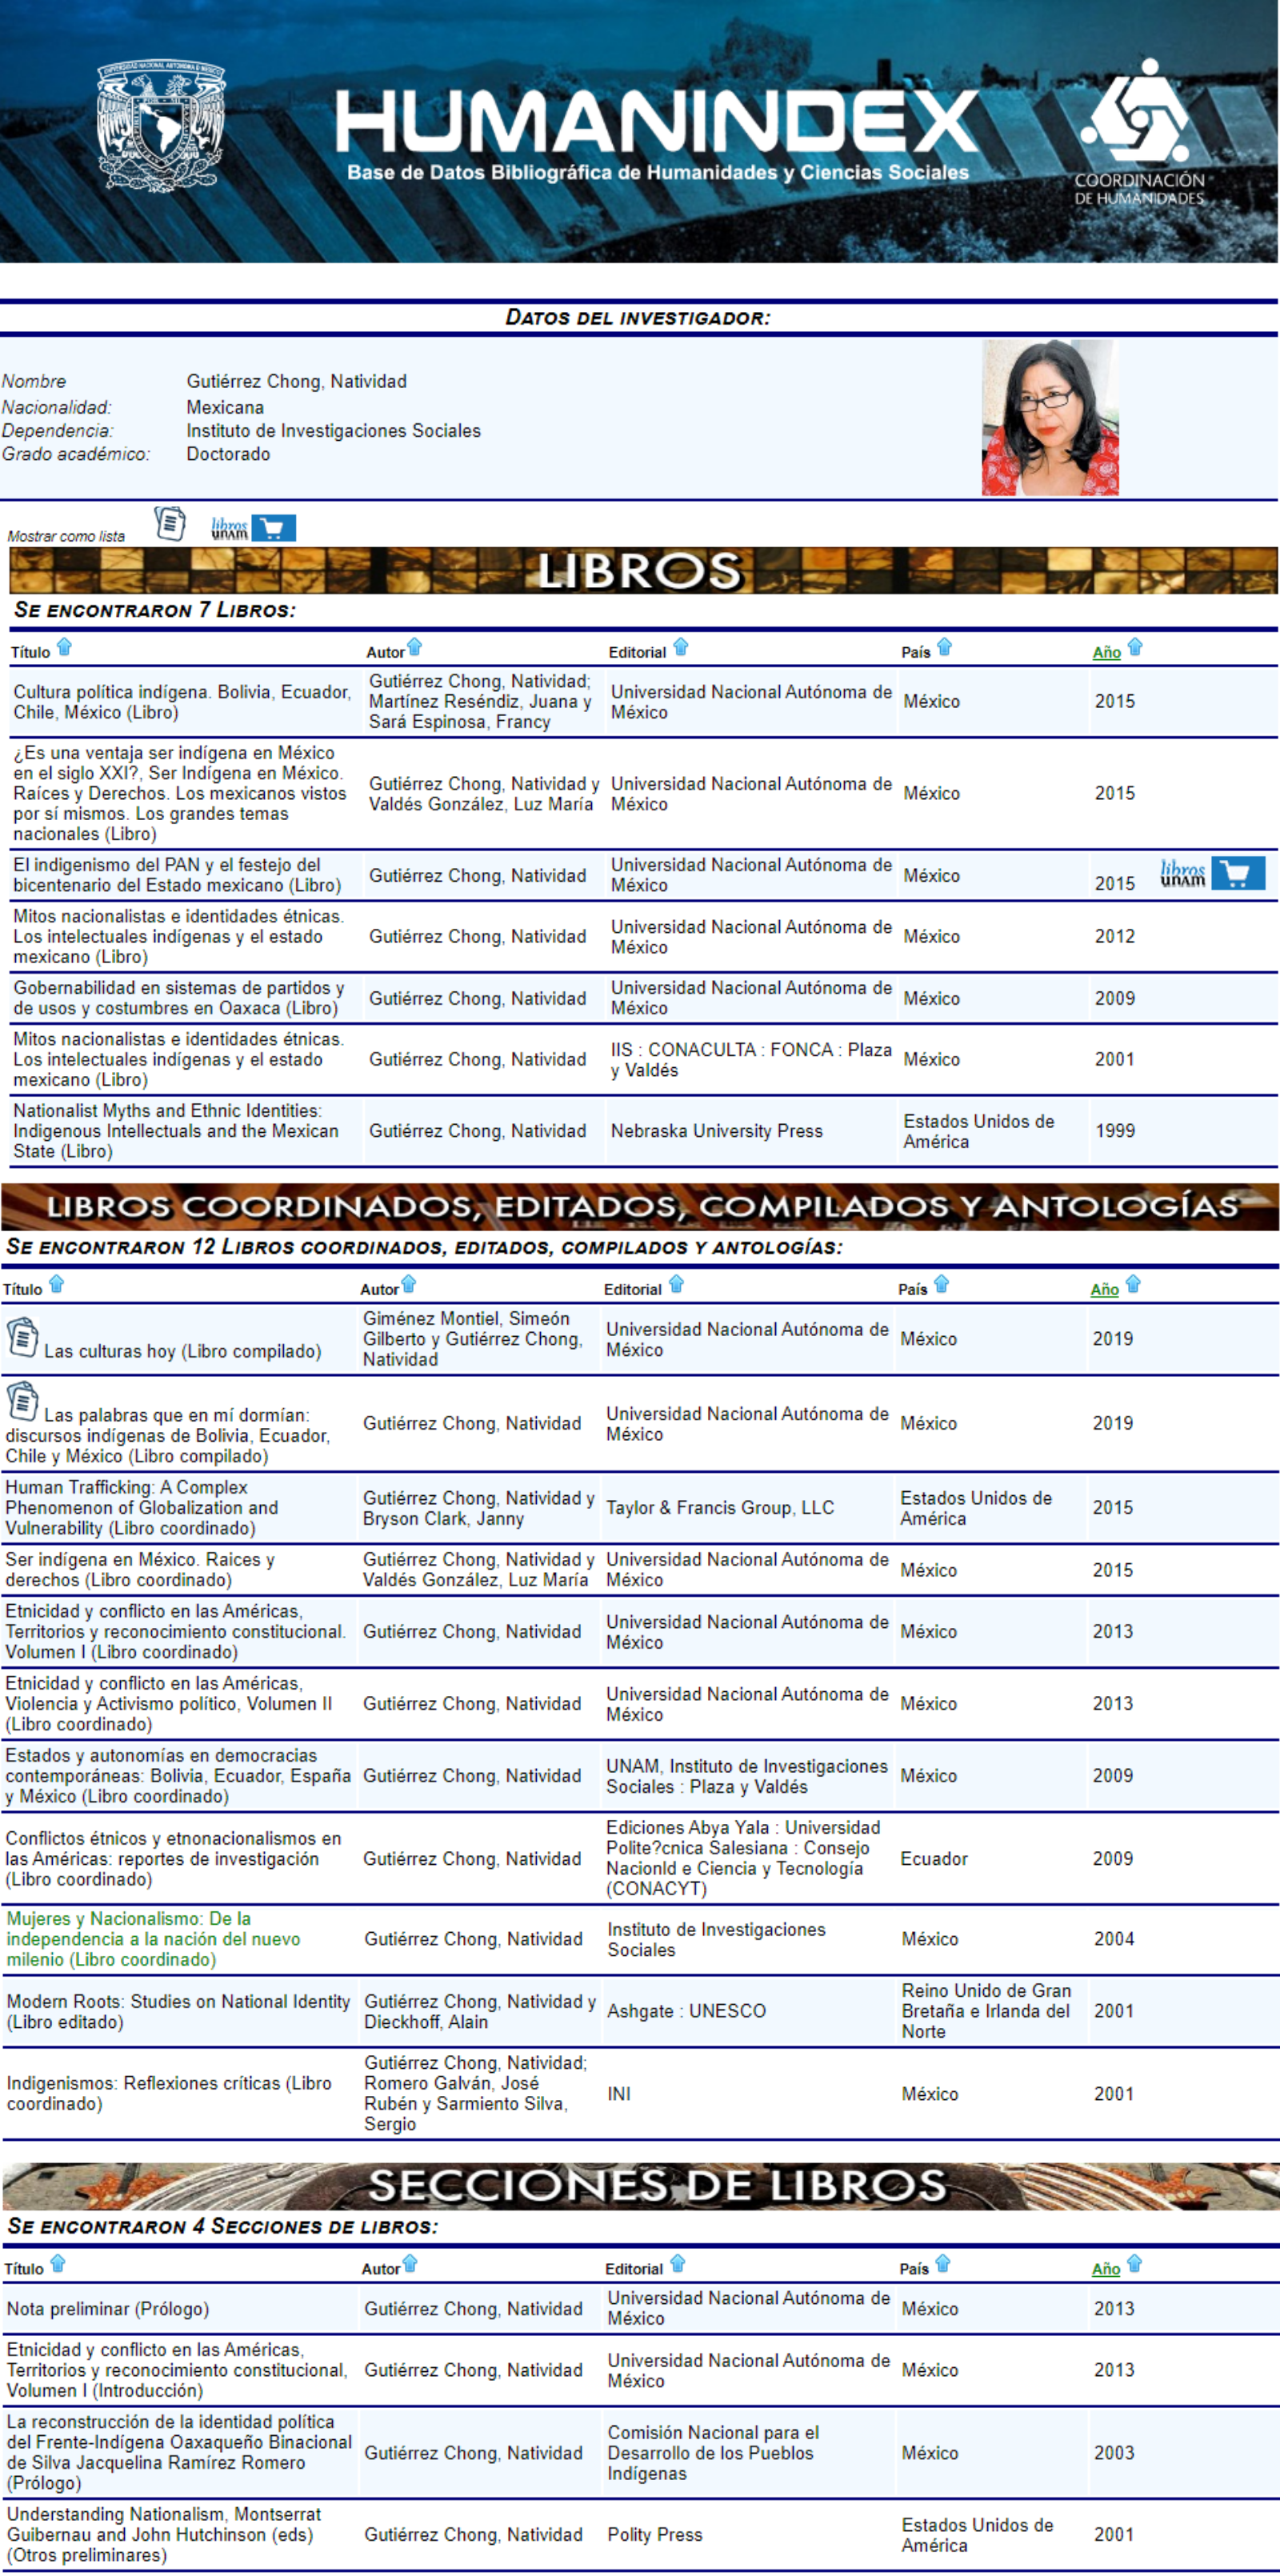 HUMANINDEX
Base de Datos Bibliográfica de Humanidades y Ciencias Sociales
COORDINACIÓN
DE HUMANIDADES
DATOS DEL INVESTIGADOR:
Nombre Gutiérrez Chong, Natividad
Nacionalidad: Mexicana
Dependencia: Instituto de Investigaciones Sociales
Grado académico: Doctorado
Mostrar como lista libros unam
LIBROS
SE ENCONTRARON 7 LIBROS:
Título Autor Editorial País Año
Cultura política indígena. Bolivia, Ecuador,
Chile, México (Libro)
Gutiérrez Chong, Natividad;
Martínez Reséndiz, Juana y
Sará Espinosa, Francy
Universidad Nacional Autónoma de
México
México
2015
¿Es una ventaja ser indígena en México
en el siglo XXI?, Ser Indígena en México.
Raíces y Derechos. Los mexicanos vistos
por sí mismos. Los grandes temas
nacionales (Libro)
Gutiérrez Chong, Natividad y
Valdés González, Luz María
Universidad Nacional Autónoma de
México
México
2015
El indigenismo del PAN y el festejo del
bicentenario del Estado mexicano (Libro)
Gutiérrez Chong, Natividad
Universidad Nacional Autónoma de
México
México
2015
libros
unam
Mitos nacionalistas e identidades étnicas.
Los intelectuales indígenas y el estado
mexicano (Libro)
Gutiérrez Chong, Natividad
Universidad Nacional Autónoma de
México
México
2012
Gobernabilidad en sistemas de partidos y
de usos y costumbres en Oaxaca (Libro)
Gutiérrez Chong, Natividad
Universidad Nacional Autónoma de
México
México
2009
Mitos nacionalistas e identidades étnicas.
Los intelectuales indígenas y el estado
mexicano (Libro)
Gutiérrez Chong, Natividad
IIS : CONACULTA : FONCA : Plaza
y Valdés
México
2001
Nationalist Myths and Ethnic Identities:
Indigenous Intellectuals and the Mexican
State (Libro)
Gutiérrez Chong, Natividad
Nebraska University Press
Estados Unidos de
América
1999
LIBROS COORDINADOS, EDITADOS, COMPILADOS Y ANTOLOGÍAS
SE ENCONTRARON 12 LIBROS COORDINADOS, EDITADOS, COMPILADOS Y ANTOLOGÍAS:
Título Autor Editorial País Año
Las culturas hoy (Libro compilado)
Giménez Montiel, Simeón
Gilberto y Gutiérrez Chong,
Natividad
Universidad Nacional Autónoma de
México
México
2019
Las palabras que en mí dormían:
discursos indígenas de Bolivia, Ecuador,
Chile y México (Libro compilado)
Gutiérrez Chong, Natividad
Universidad Nacional Autónoma de
México
México
2019
Human Trafficking: A Complex
Phenomenon of Globalization and
Vulnerability (Libro coordinado)
Gutiérrez Chong, Natividad y
Bryson Clark, Janny
Taylor & Francis Group, LLC
Estados Unidos de
América
2015
Ser indígena en México. Raices y
derechos (Libro coordinado)
Gutiérrez Chong, Natividad y
Valdés González, Luz María
Universidad Nacional Autónoma de
México
México
2015
Etnicidad y conflicto en las Américas,
Territorios y reconocimiento constitucional.
Volumen I (Libro coordinado)
Gutiérrez Chong, Natividad
Universidad Nacional Autónoma de
México
México
2013
Etnicidad y conflicto en las Américas,
Violencia y Activismo político, Volumen II
(Libro coordinado)
Gutiérrez Chong, Natividad
Universidad Nacional Autónoma de
México
México
2013
Estados y autonomías en democracias
contemporáneas: Bolivia, Ecuador, España
y México (Libro coordinado)
Gutiérrez Chong, Natividad
UNAM, Instituto de Investigaciones
Sociales : Plaza y Valdés
México
2009
Conflictos étnicos y etnonacionalismos en
las Américas: reportes de investigación
(Libro coordinado)
Gutiérrez Chong, Natividad
Ediciones Abya Yala : Universidad
Polite?cnica Salesiana : Consejo
Nacionld e Ciencia y Tecnología
(CONACYT)
Ecuador
2009
Mujeres y Nacionalismo: De la
independencia a la nación del nuevo
milenio (Libro coordinado)
Gutiérrez Chong, Natividad
Instituto de Investigaciones
Sociales
México
2004
Modern Roots: Studies on National Identity
(Libro editado)
Gutiérrez Chong, Natividad y
Dieckhoff, Alain
Ashgate : UNESCO
Reino Unido de Gran
Bretaña e Irlanda del
Norte
2001
Indigenismos: Reflexiones críticas (Libro
coordinado)
Gutiérrez Chong, Natividad;
Romero Galván, José
Rubén y Sarmiento Silva,
Sergio
INI
México
2001
SECCIONES DE LIBROS
SE ENCONTRARON 4 SECCIONES DE LIBROS:
Título Autor Editorial País Año
Nota preliminar (Prólogo)
Gutiérrez Chong, Natividad
Universidad Nacional Autónoma de
México
México
2013
Etnicidad y conflicto en las Américas,
Territorios y reconocimiento constitucional,
Volumen I (Introducción)
Gutiérrez Chong, Natividad
Universidad Nacional Autónoma de
México
México
2013
La reconstrucción de la identidad política
del Frente-Indígena Oaxaqueño Binacional
de Silva Jacquelina Ramírez Romero
(Prólogo)
Gutiérrez Chong, Natividad
Comisión Nacional para el
Desarrollo de los Pueblos
Indígenas
México
2003
Understanding Nationalism, Montserrat
Guibernau and John Hutchinson (eds)
(Otros preliminares)
Gutiérrez Chong, Natividad
Polity Press
Estados Unidos de
América
2001